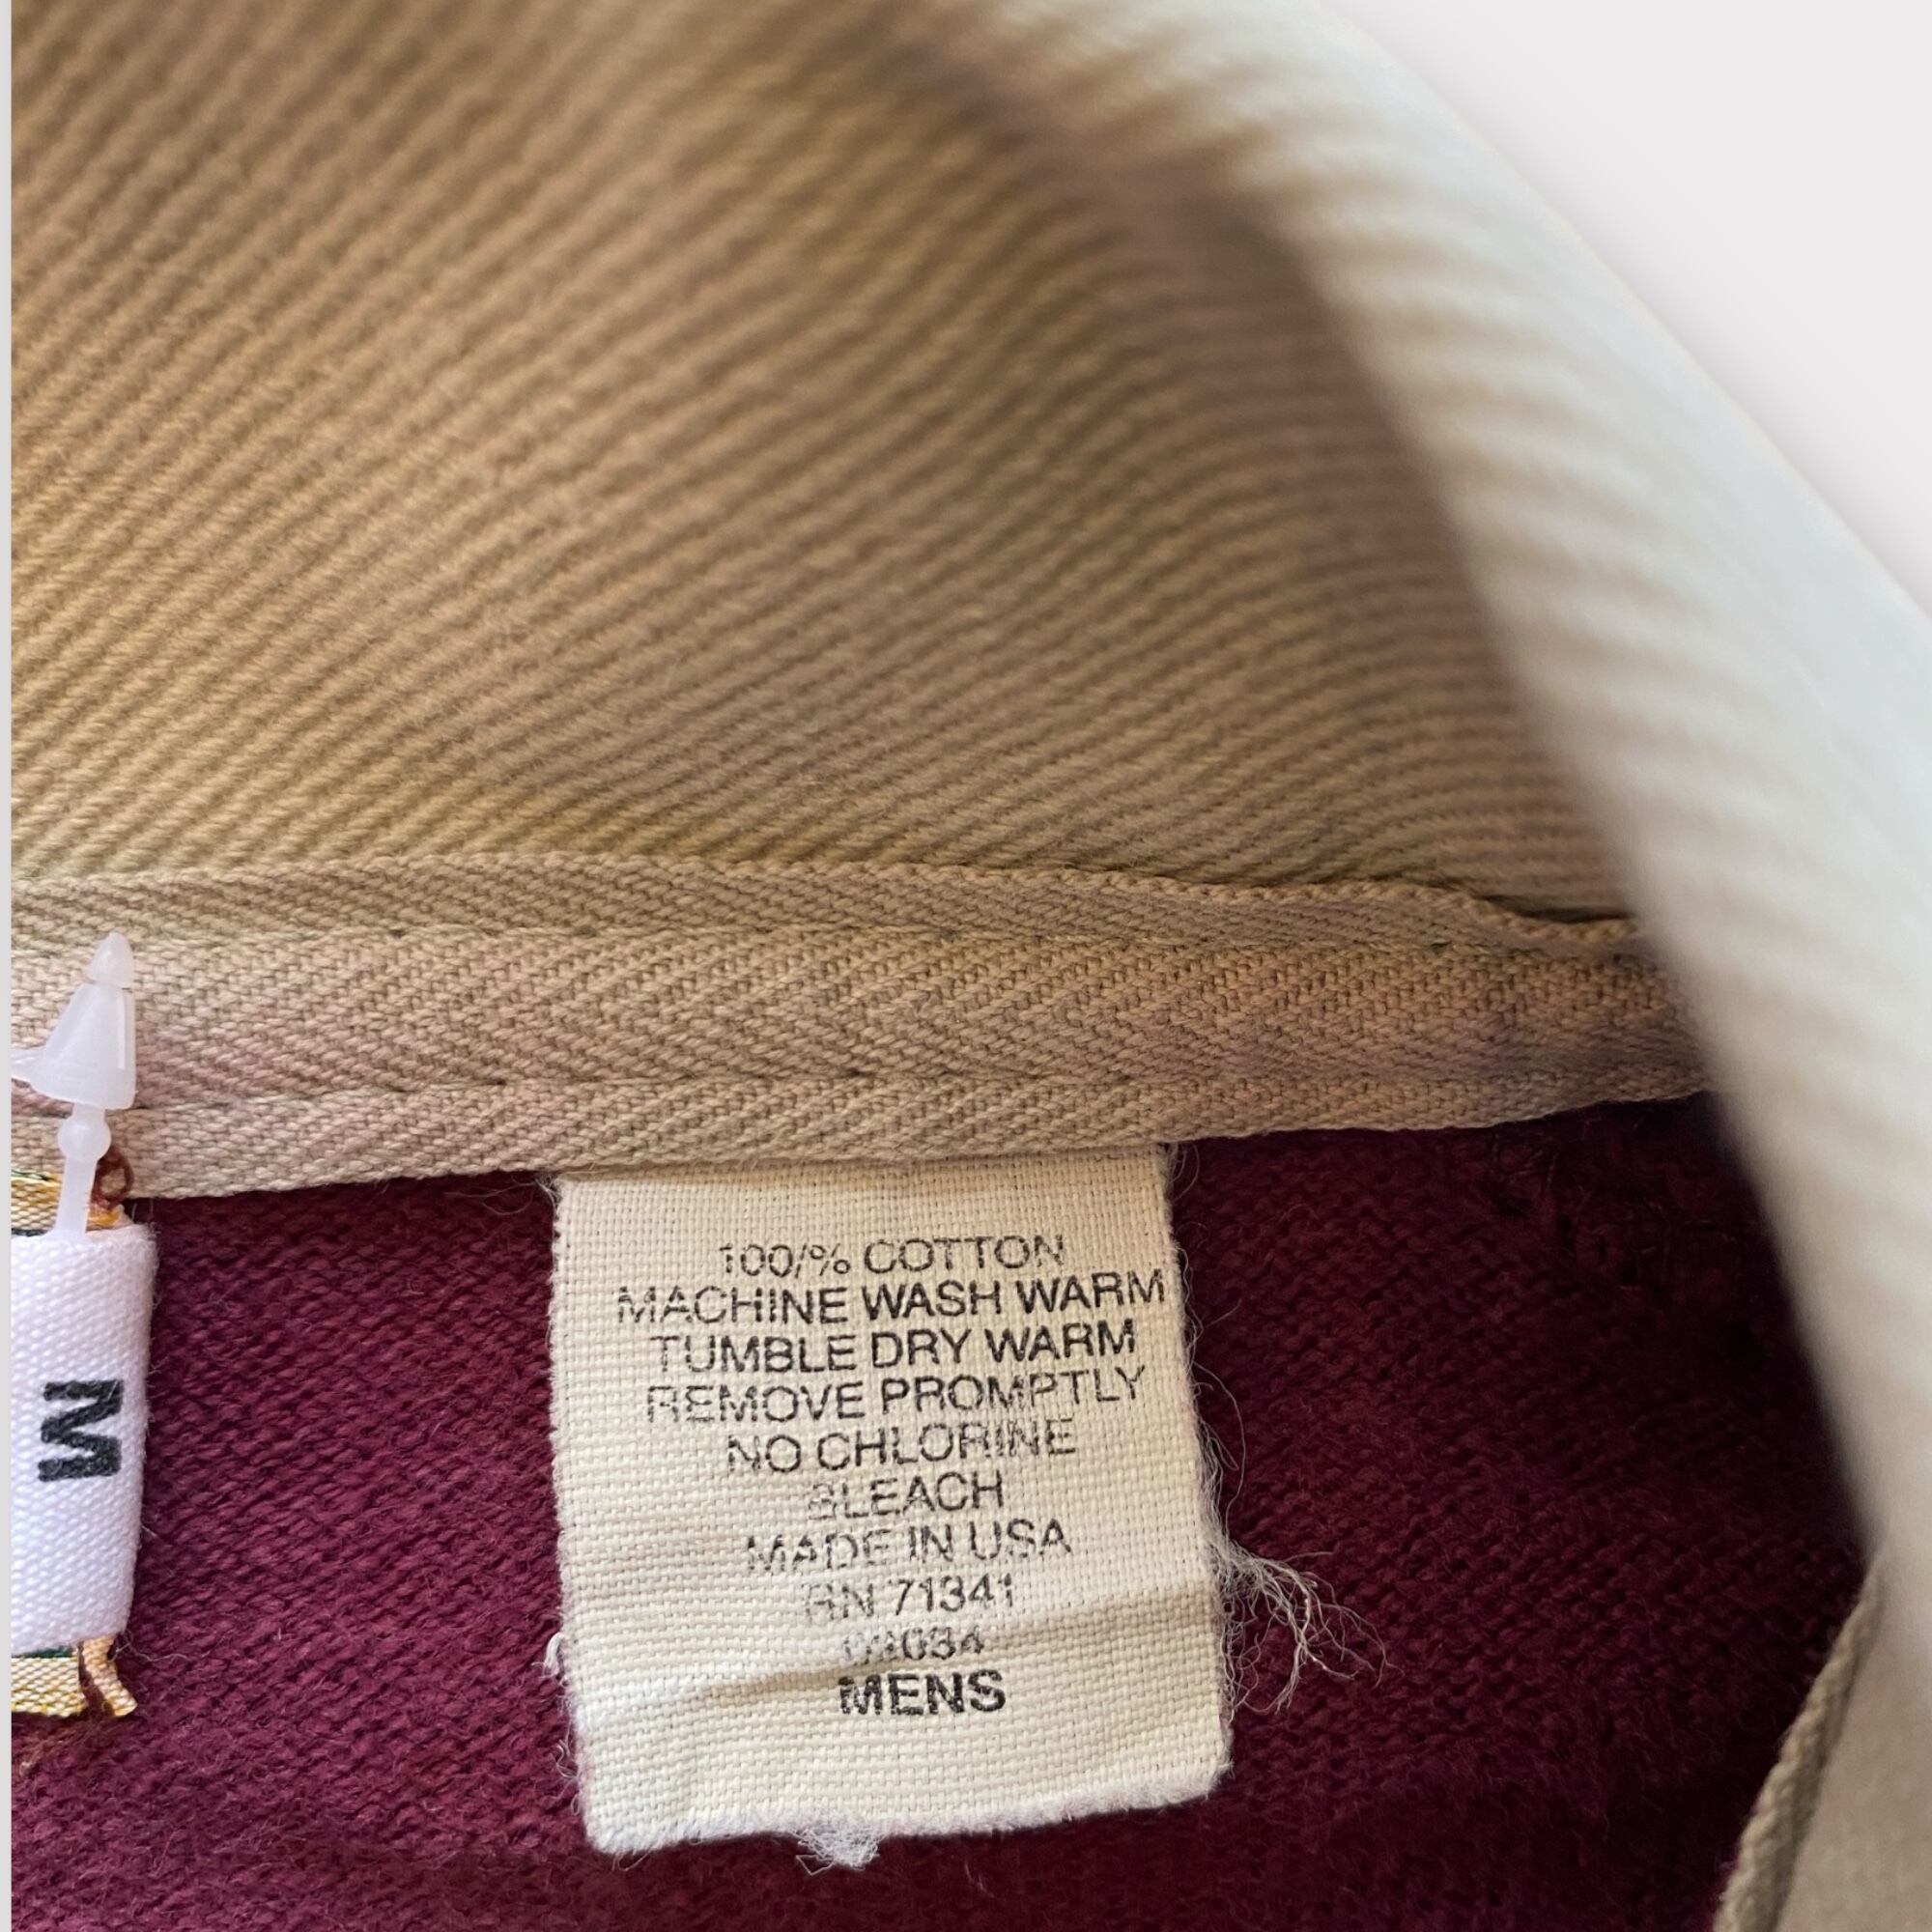 100/% COTTON
MACHINE WASH WARM
TUMBLE DRY WARM
REMOVE PROMPTLY
NO CHLORINE
BLEACH
MADE IN USA
RN 71341
MENS
M